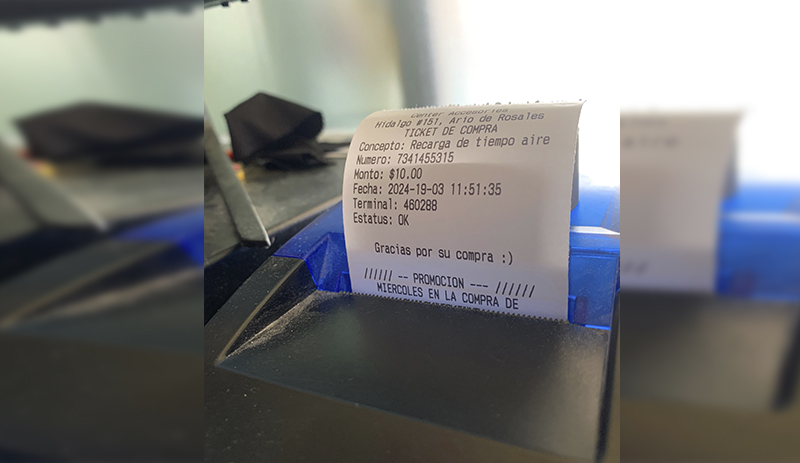 Center Accesories
Hidalgo #151, Ario de Rosales
TICKET DE COMPRA
Concepto: Recarga de tiempo aire
Numero: 7341455315
Monto: $10.00
Fecha: 2024-19-03 11:51:35
Terminal: 460288
Estatus: OK
Gracias por su compra :)
////// -- PROMOCION --- //////
MIERCOLES EN LA COMPRA DE